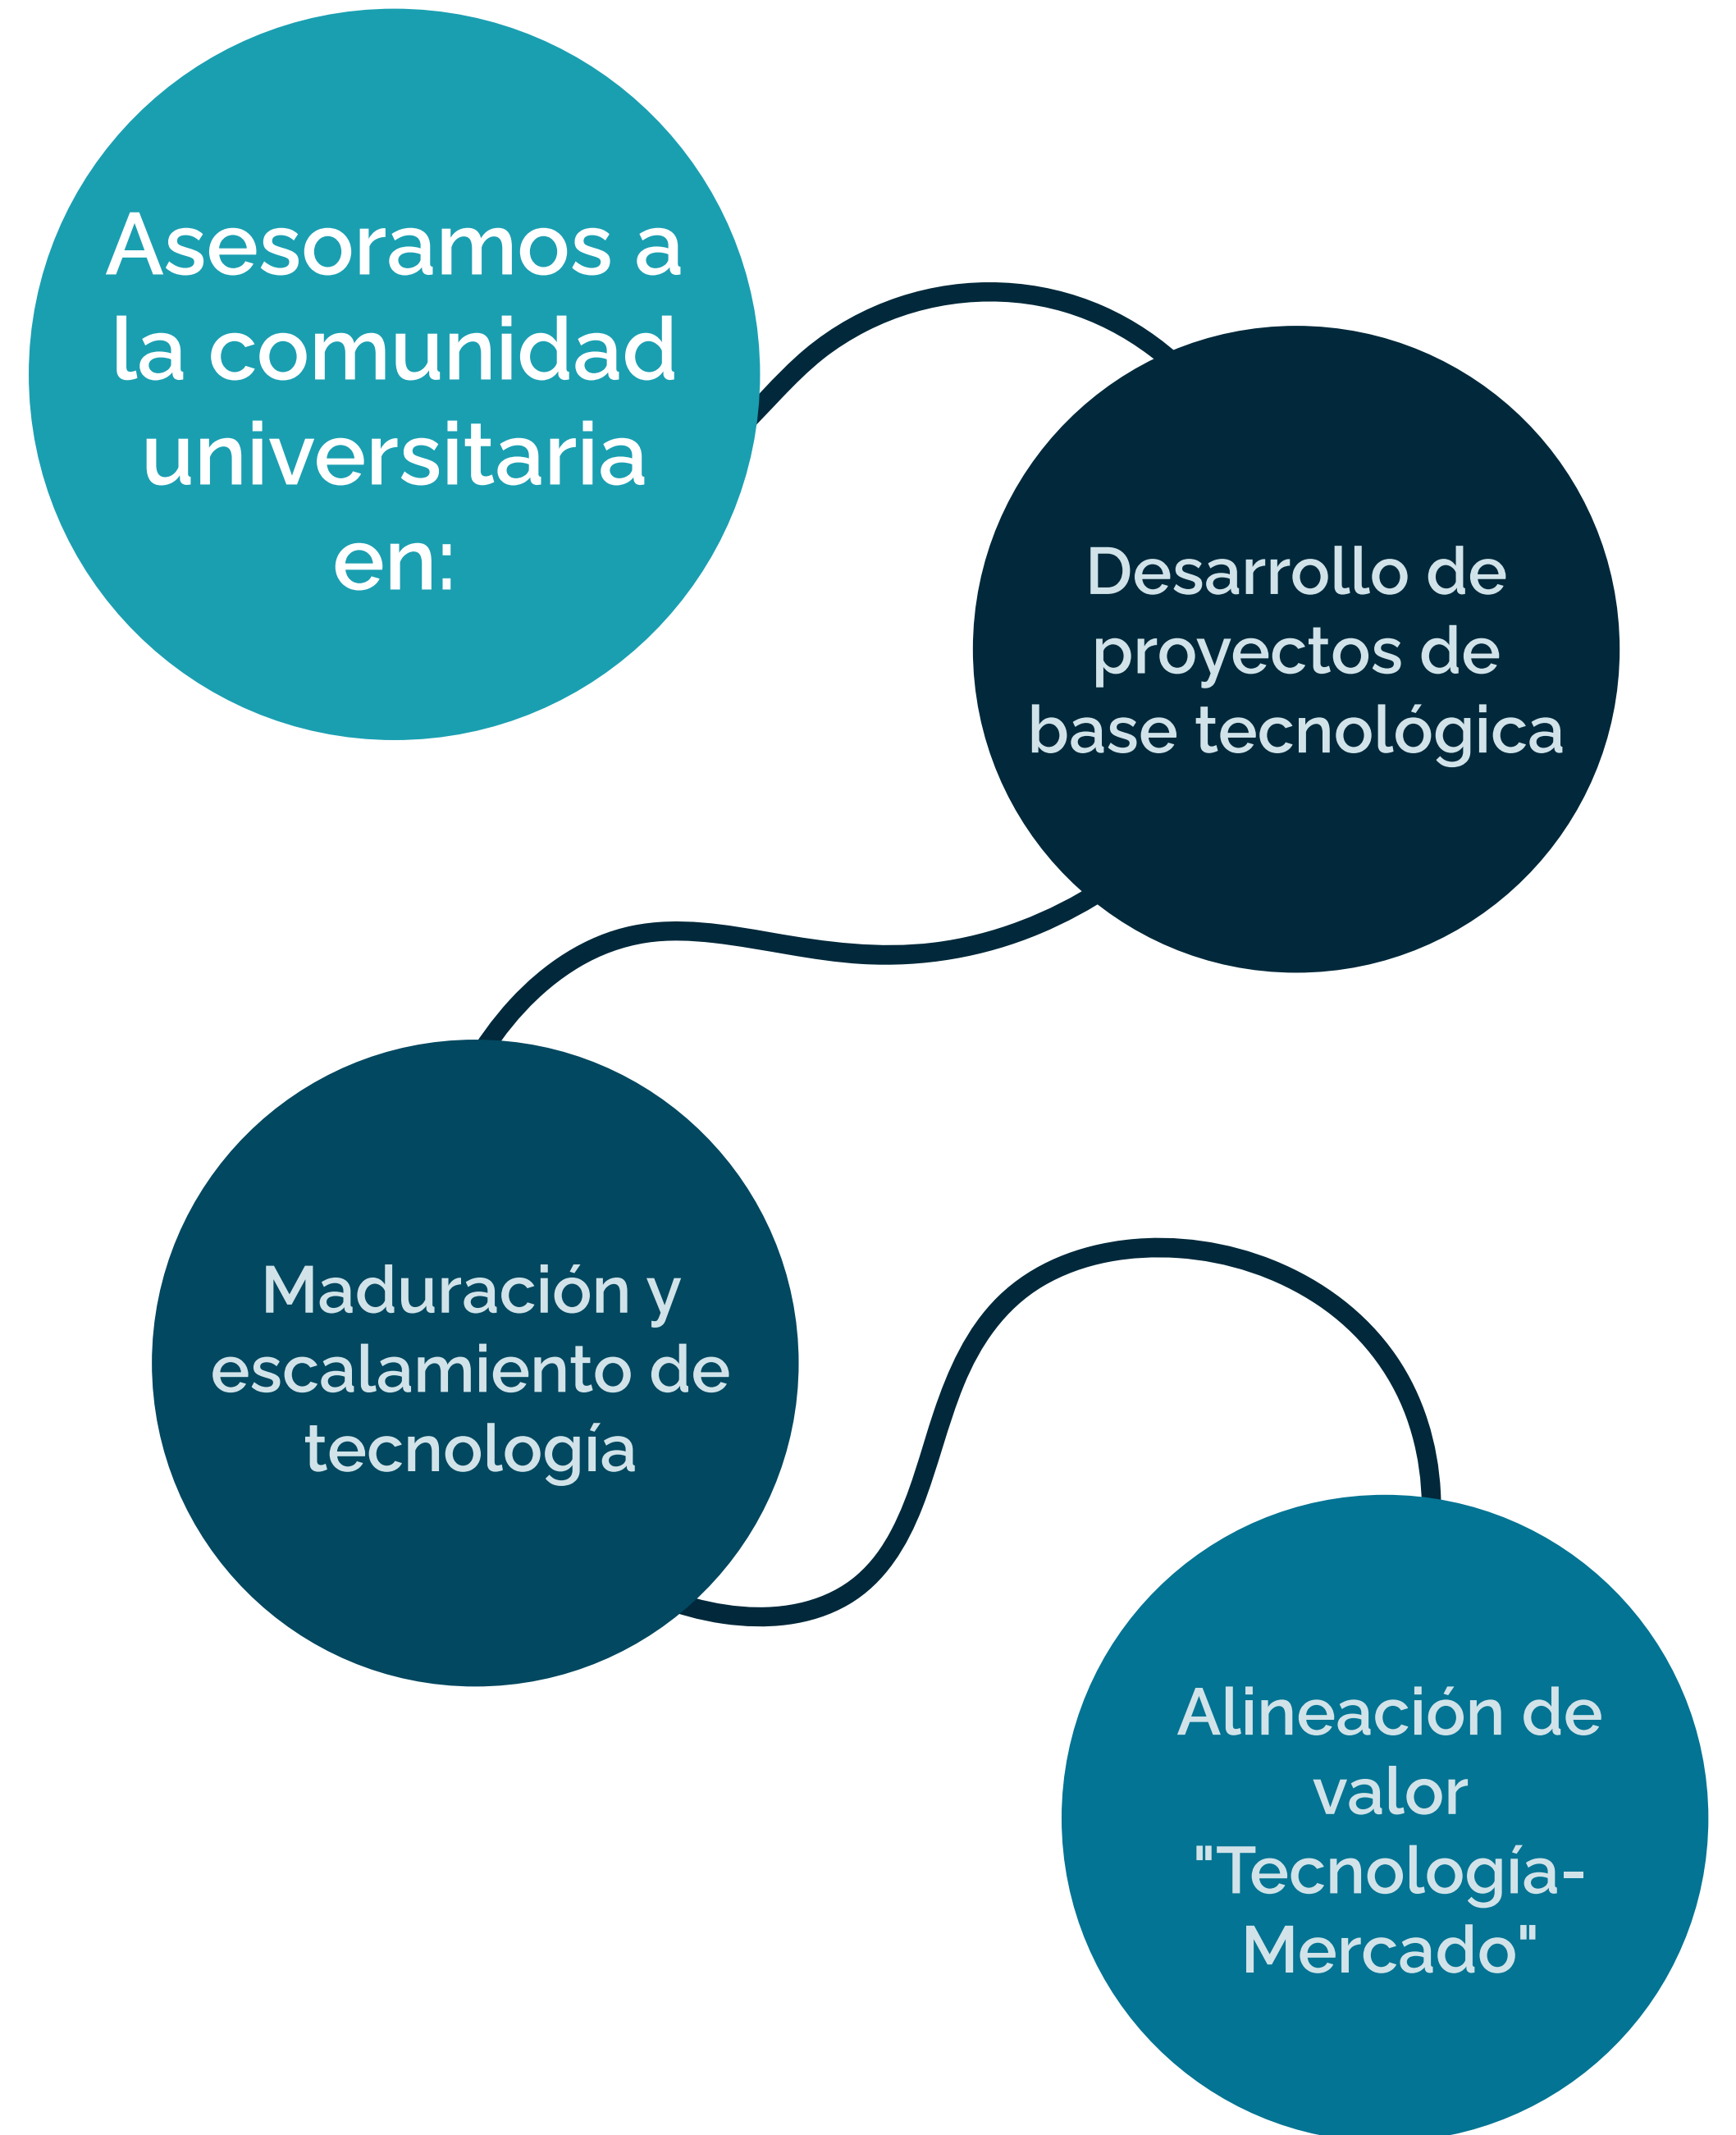 Asesoramos a
la comunidad
universitaria
en:
Desarrollo de
proyectos de
base tecnológica
Maduración y
escalamiento de
tecnología
Alineación de
valor
"Tecnología-
Mercado"